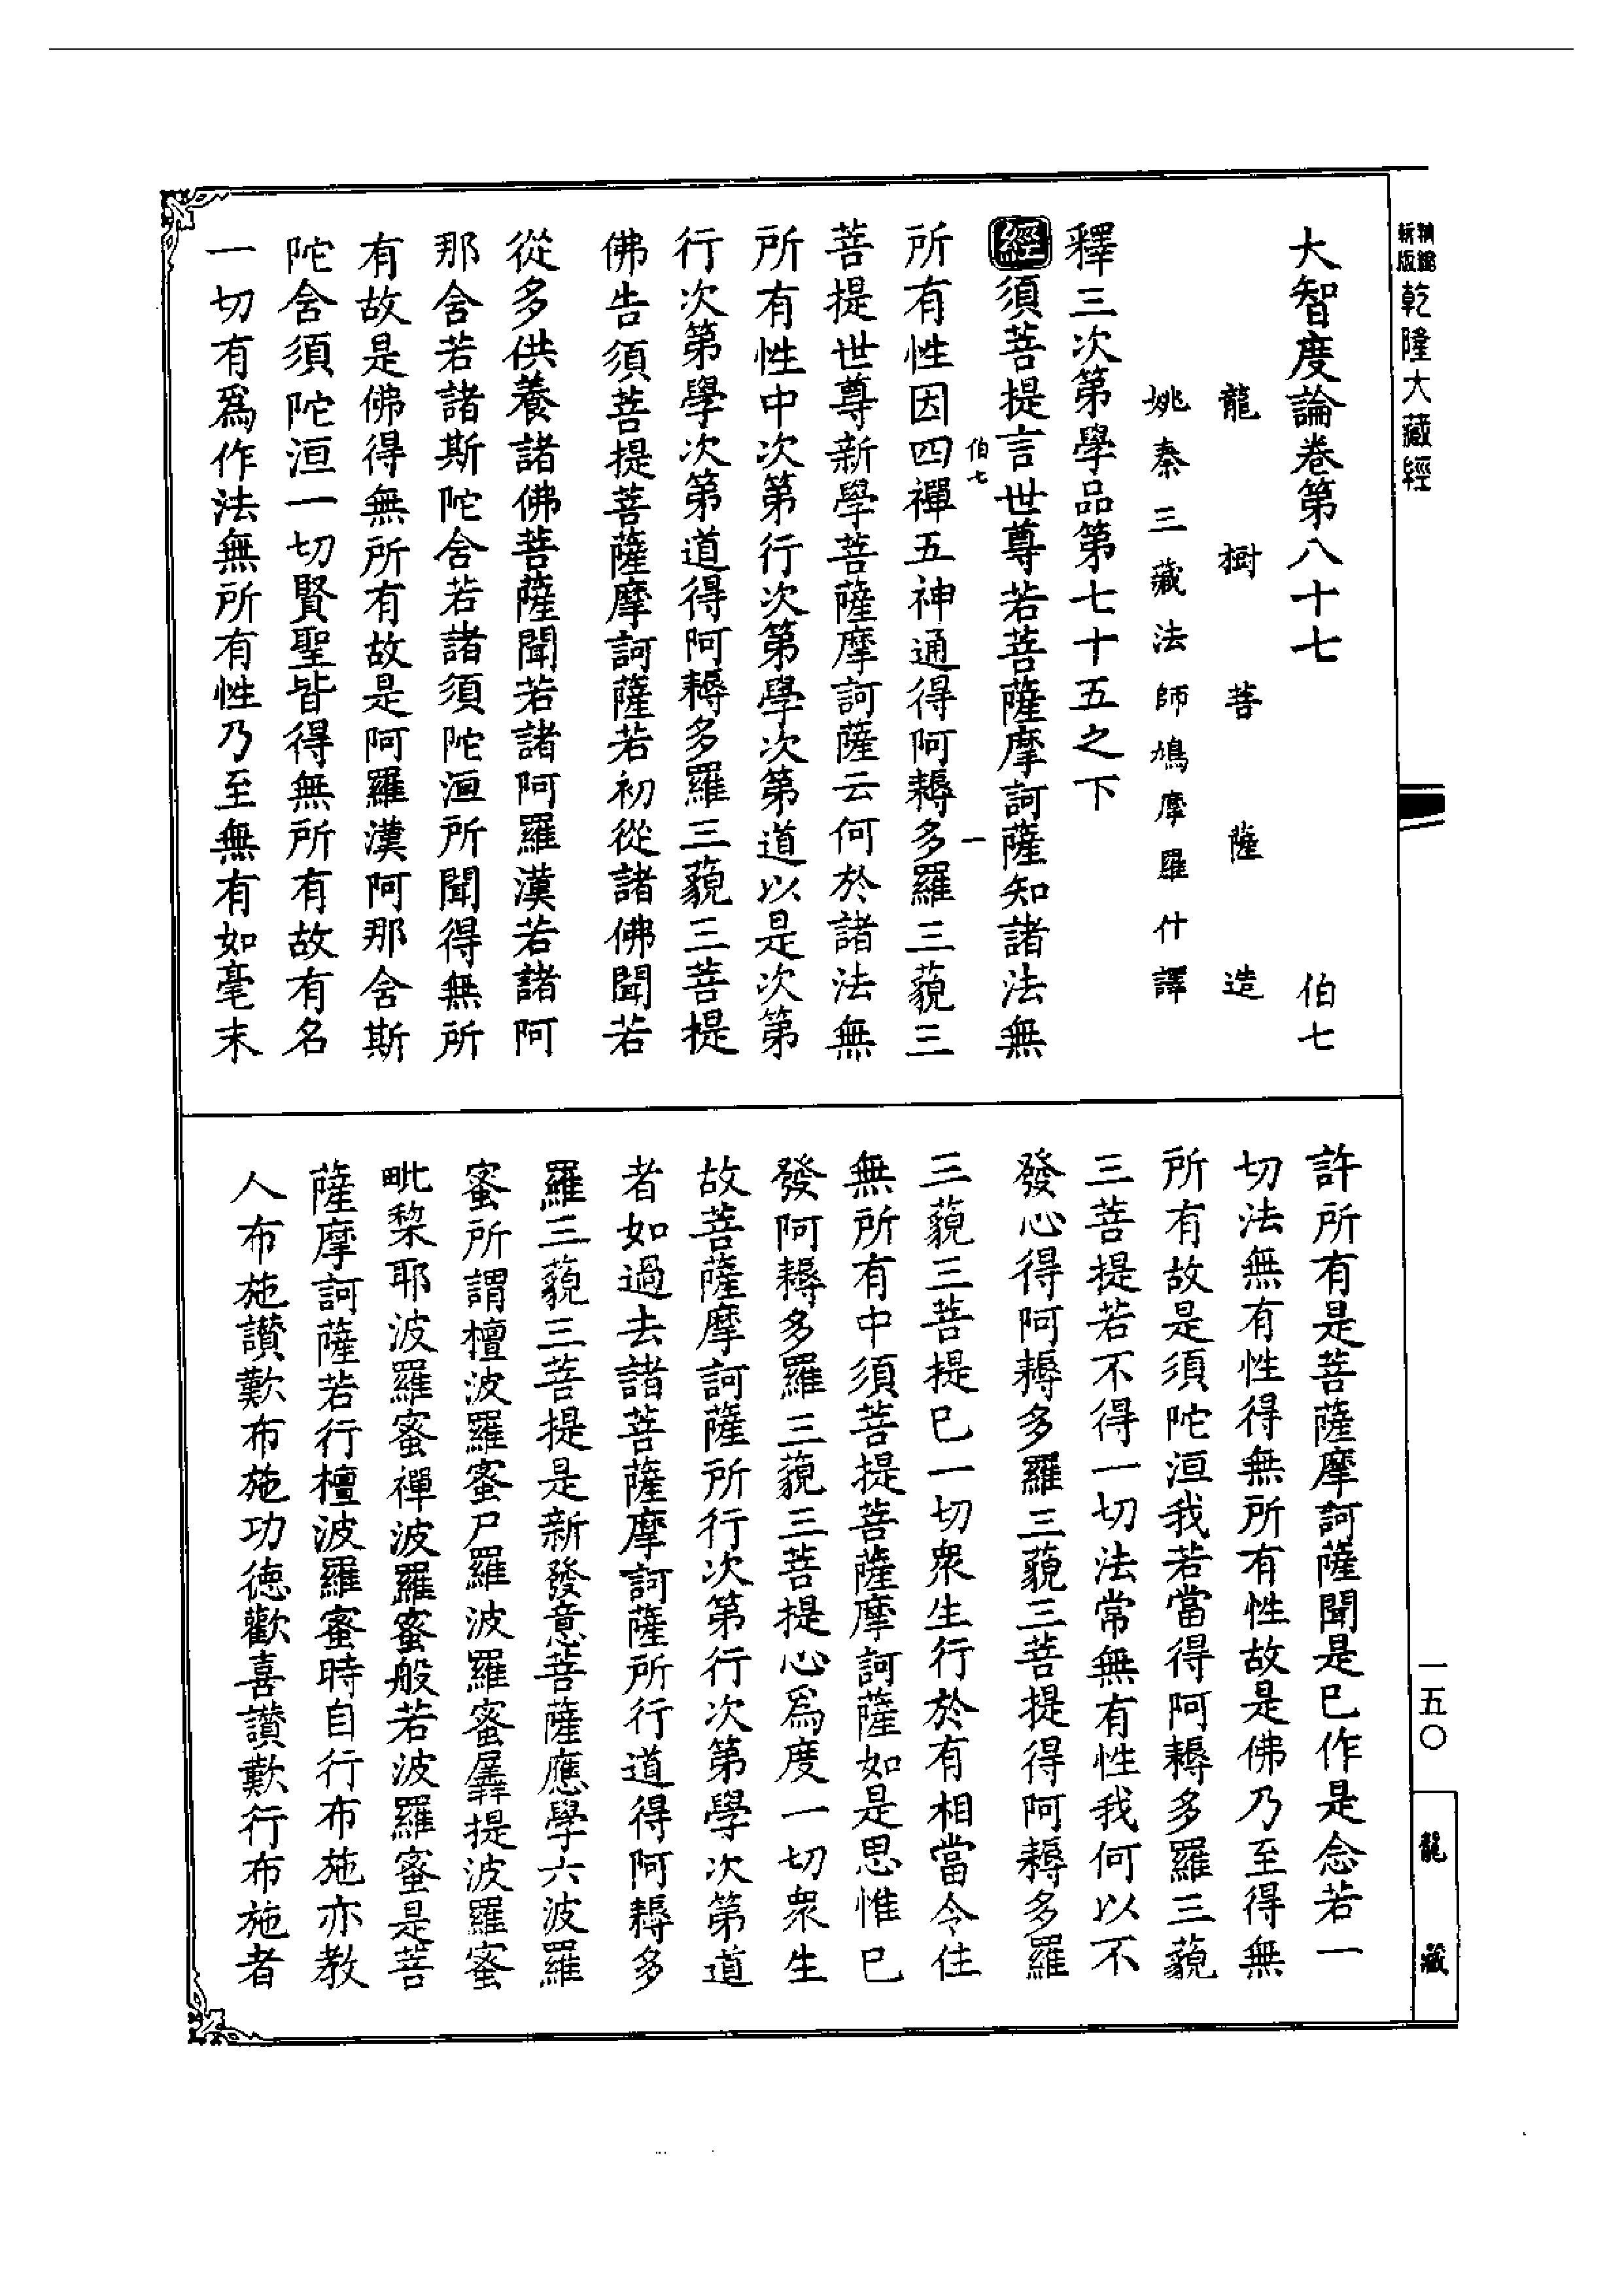 精縮
新版
乾隆大藏經
大智度論卷第八十七 伯七
龍樹菩薩造
姚秦三藏法師鳩摩羅什譯
釋三次第學品第七十五之下
經須菩提言世尊若菩薩摩訶薩知諸法無
伯七 一
所有性因四禪五神通得阿耨多羅三藐三
菩提世尊新學菩薩摩訶薩云何於諸法無
所有性中次第行次第學次第道以是次第
行次第學次第道得阿耨多羅三藐三菩提
佛告須菩提菩薩摩訶薩若初從諸佛聞若
從多供養諸佛菩薩聞若諸阿羅漢若諸阿
那舍若諸斯陀含若諸須陀洹所聞得無所
有故是佛得無所有故是阿羅漢阿那含斯
陀含須陀洹一切賢聖皆得無所有故有名
一切有爲作法無所有性乃至無有如毫末
許所有是菩薩摩訶薩聞是已作是念若一
切法無有性得無所有性故是佛乃至得無
所有故是須陀洹我若當得阿耨多羅三藐
三菩提若不得一切法常無有性我何以不
發心得阿耨多羅三藐三菩提得阿耨多羅
三藐三菩提已一切衆生行於有相當令住
無所有中須菩提菩薩摩訶薩如是思惟已
發阿耨多羅三藐三菩提心爲度一切衆生
故菩薩摩訶薩所行次第行次第學次第道
者如過去諸菩薩摩訶薩所行道得阿耨多
羅三藐三菩提是新發意菩薩應學六波羅
蜜所謂檀波羅蜜尸羅波羅蜜羼提波羅蜜
毗棃耶波羅蜜禪波羅蜜般若波羅蜜是菩
薩摩訶薩若行檀波羅蜜時自行布施亦教
人布施讚歎布施功德歡喜讚歎行布施者
一五〇
龍藏